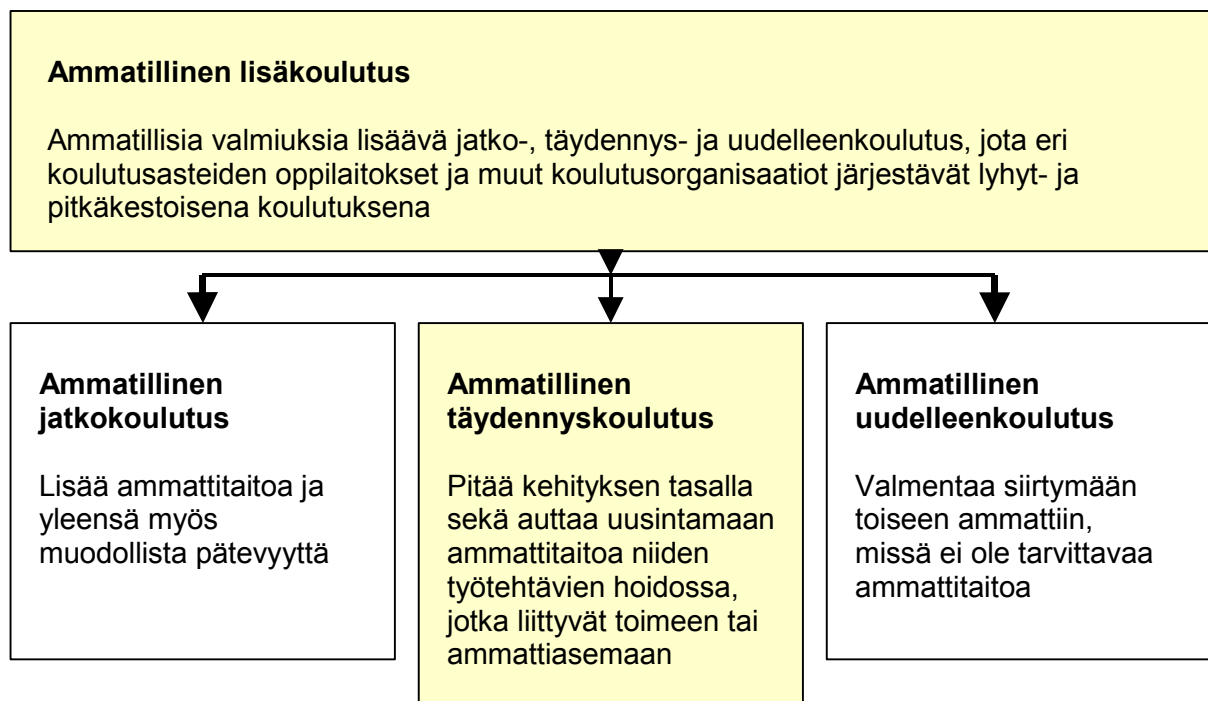 Ammatillinen lisäkoulutus
Ammatillisia valmiuksia lisäävä jatko-, täydennys- ja uudelleenkoulutus, jota eri
koulutusasteiden oppilaitokset ja muut koulutusorganisaatiot järjestävät lyhyt- ja
pitkäkestoisena koulutuksena
Ammatillinen
jatkokoulutus
Lisää ammattitaitoa ja
yleensä myös
muodollista pätevyyttä
Ammatillinen
täydennyskoulutus
Pitää kehityksen tasalla
sekä auttaa uusintamaan
ammattitaitoa niiden
työtehtävien hoidossa,
jotka liittyvät toimeen tai
ammattiasemaan
Ammatillinen
uudelleenkoulutus
Valmentaa siirtymään
toiseen ammattiin,
missä ei ole tarvittavaa
ammattitaitoa